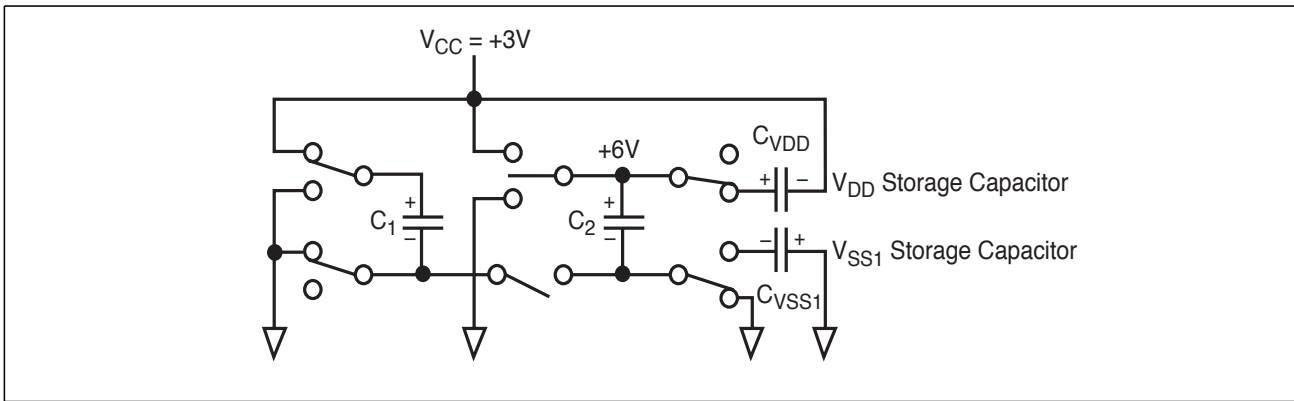 V_CC = +3V
C_VDD
+6V
+ − V_DD Storage Capacitor
+
C_1
−
+
C_2
−
− + V_SS1 Storage Capacitor
C_VSS1